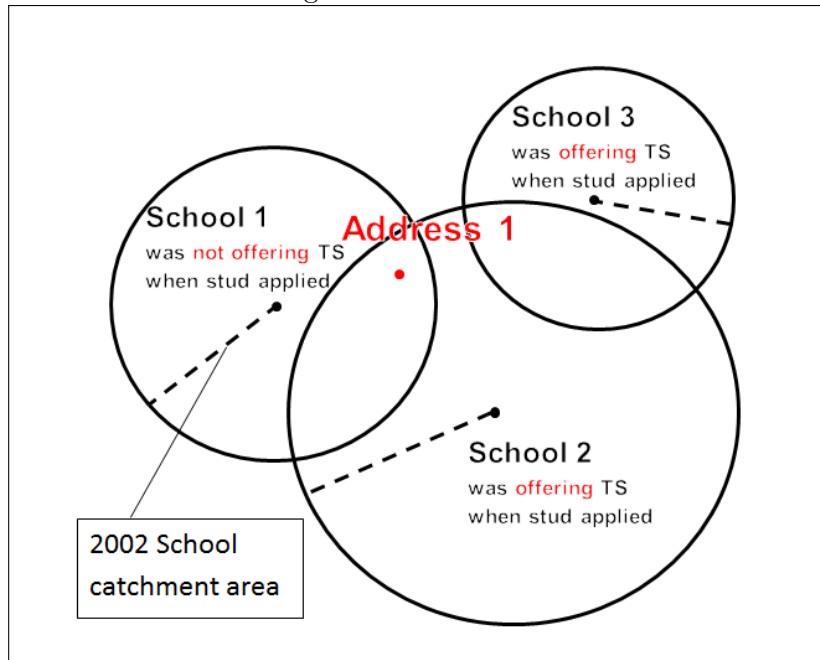 School 3
was offering TS
when stud applied
School 1
was not offering TS
when stud applied
Address 1
School 2
was offering TS
when stud applied
2002 School
catchment area